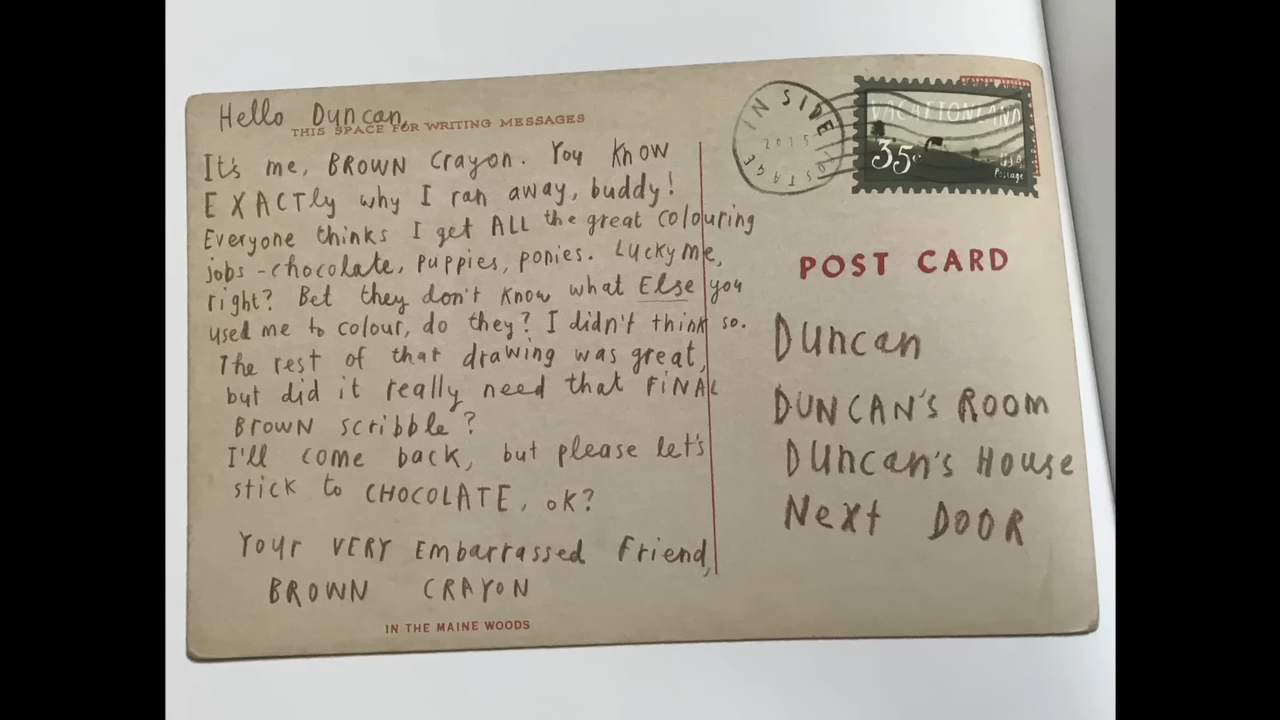 Hello Duncan,
THIS SPACE FOR WRITING MESSAGES
It's me, BROWN Crayon. You know
EXACTly why I ran away, buddy!
Everyone thinks I get ALL the great colouring
jobs - chocolate, puppies, ponies. Lucky me,
right? Bet they don't know what Else you
used me to colour, do they? I didn't think so.
The rest of that drawing was great,
but did it really need that FiNAL
BROWN scribble?
I'll come back, but please let's
stick to CHOCOLATE, oK?
Your VERY Embarrassed Friend,
BROWN CRAYON
IN THE MAINE WOODS
INSIDE
2015
POSTAGE
VACATIONLAND
35c
USA
Postage
POST CARD
Duncan
DUNCAN'S ROOM
Duncan's House
Next DOOR